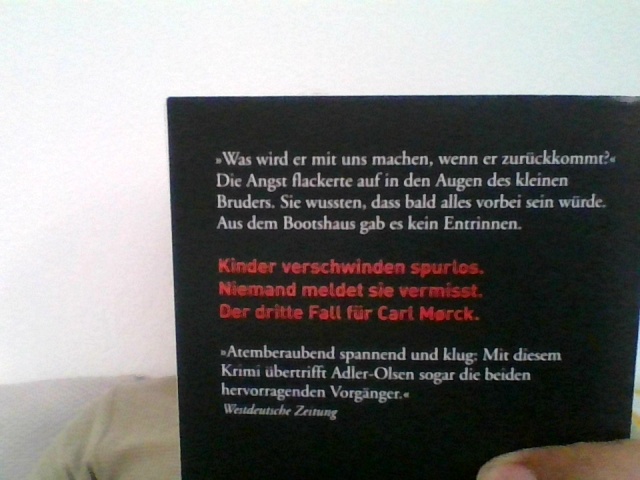 »Was wird er mit uns machen, wenn er zurückkommt?«
Die Angst flackerte auf in den Augen des kleinen
Bruders. Sie wussten, dass bald alles vorbei sein würde.
Aus dem Bootshaus gab es kein Entrinnen.
Kinder verschwinden spurlos.
Niemand meldet sie vermisst.
Der dritte Fall für Carl Mørck.
»Atemberaubend spannend und klug: Mit diesem
Krimi übertrifft Adler-Olsen sogar die beiden
hervorragenden Vorgänger.«
Westdeutsche Zeitung